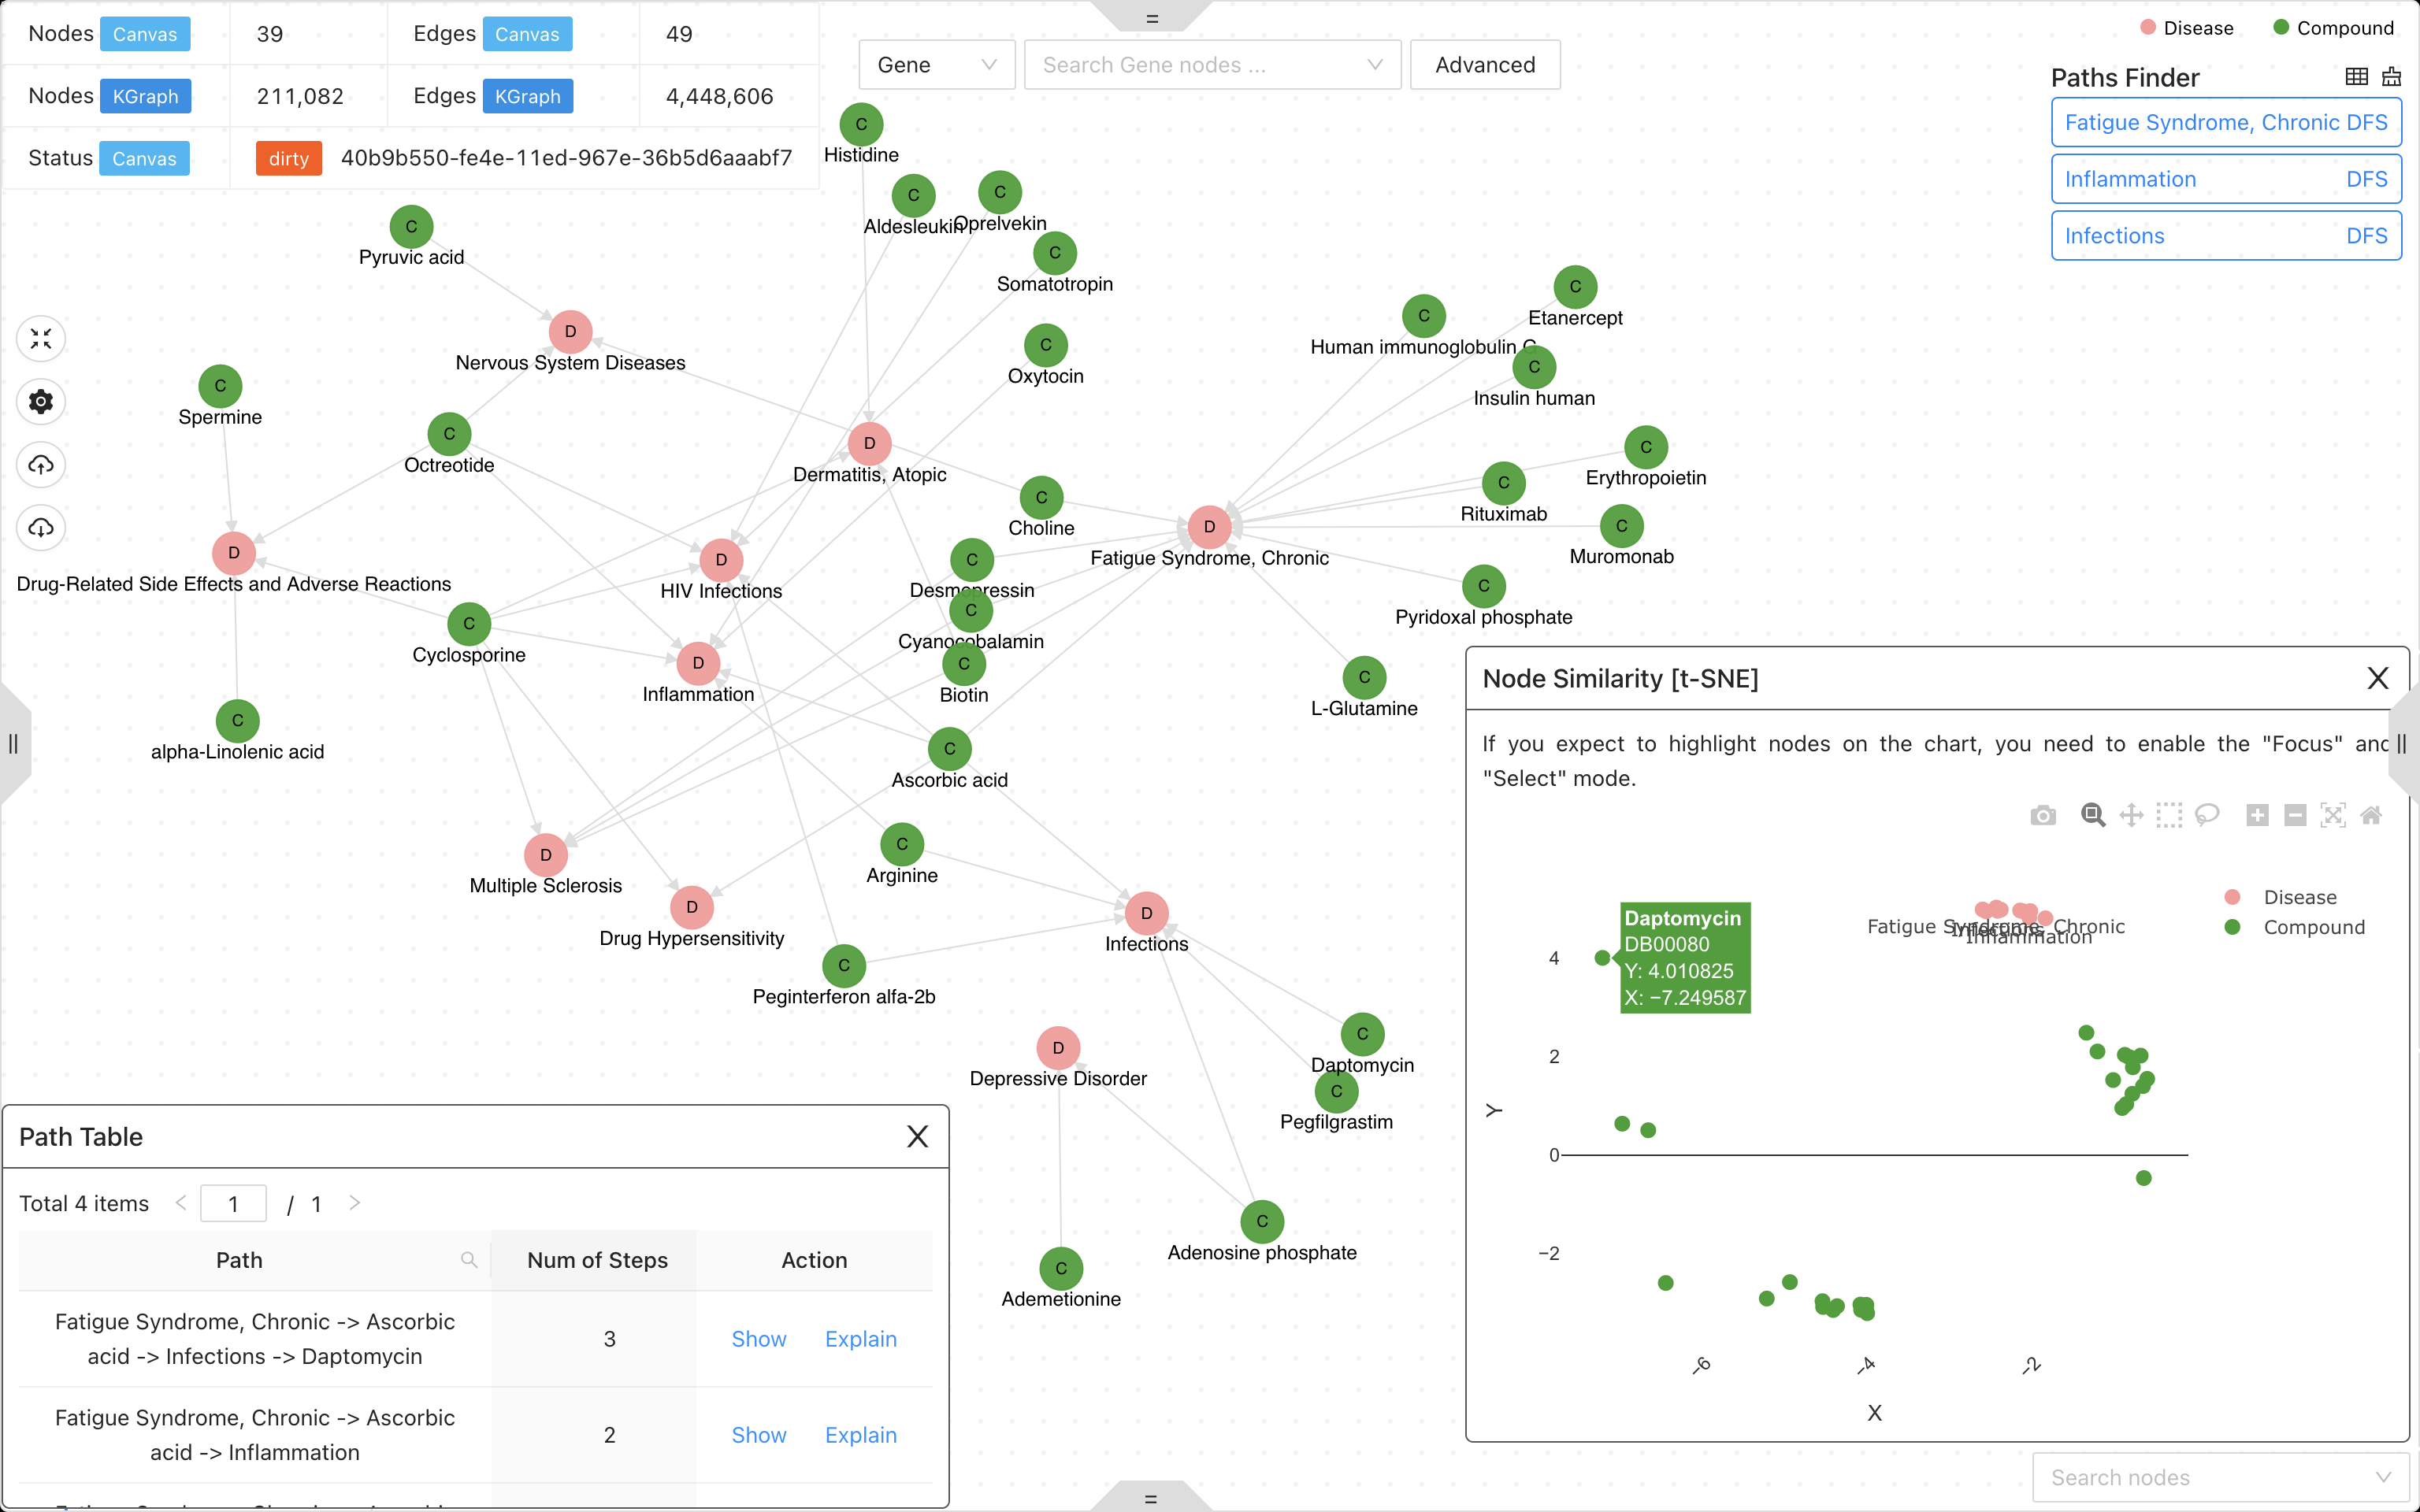 Nodes Canvas 39 Edges Canvas 49
Nodes KGraph 211,082 Edges KGraph 4,448,606
Status Canvas dirty 40b9b550-fe4e-11ed-967e-36b5d6aaabf7
=
Gene Search Gene nodes ... Advanced
Disease Compound
Paths Finder
Fatigue Syndrome, Chronic DFS
Inflammation DFS
Infections DFS
C
Histidine
C
Aldesleukin
C
Oprelvekin
C
Pyruvic acid
C
Somatotropin
C
Etanercept
C
Human immunoglobulin G
D
Nervous System Diseases
C
Oxytocin
C
Insulin human
C
Spermine
C
Octreotide
D
Dermatitis, Atopic
C
Erythropoietin
C
Rituximab
C
Choline
D
Fatigue Syndrome, Chronic
C
Muromonab
D
Drug-Related Side Effects and Adverse Reactions
D
HIV Infections
C
Desmopressin
C
Pyridoxal phosphate
C
Cyanocobalamin
C
Cyclosporine
D
Inflammation
C
Biotin
C
L-Glutamine
C
alpha-Linolenic acid
C
Ascorbic acid
D
Multiple Sclerosis
C
Arginine
D
Drug Hypersensitivity
D
Infections
C
Peginterferon alfa-2b
C
Daptomycin
D
Depressive Disorder
C
Pegfilgrastim
C
Adenosine phosphate
C
Ademetionine
||
Node Similarity [t-SNE] X
If you expect to highlight nodes on the chart, you need to enable the "Focus" and
"Select" mode.
||
Disease
Compound
Fatigue Syndrome, Chronic
Infections
Inflammation
Daptomycin
DB00080
Y: 4.010825
X: −7.249587
4
2
0
−2
Y
−6
−4
−2
X
Path Table X
Total 4 items < 1 / 1 >
Path Num of Steps Action
Fatigue Syndrome, Chronic -> Ascorbic
acid -> Infections -> Daptomycin
3 Show Explain
Fatigue Syndrome, Chronic -> Ascorbic
acid -> Inflammation
2 Show Explain
=
Search nodes